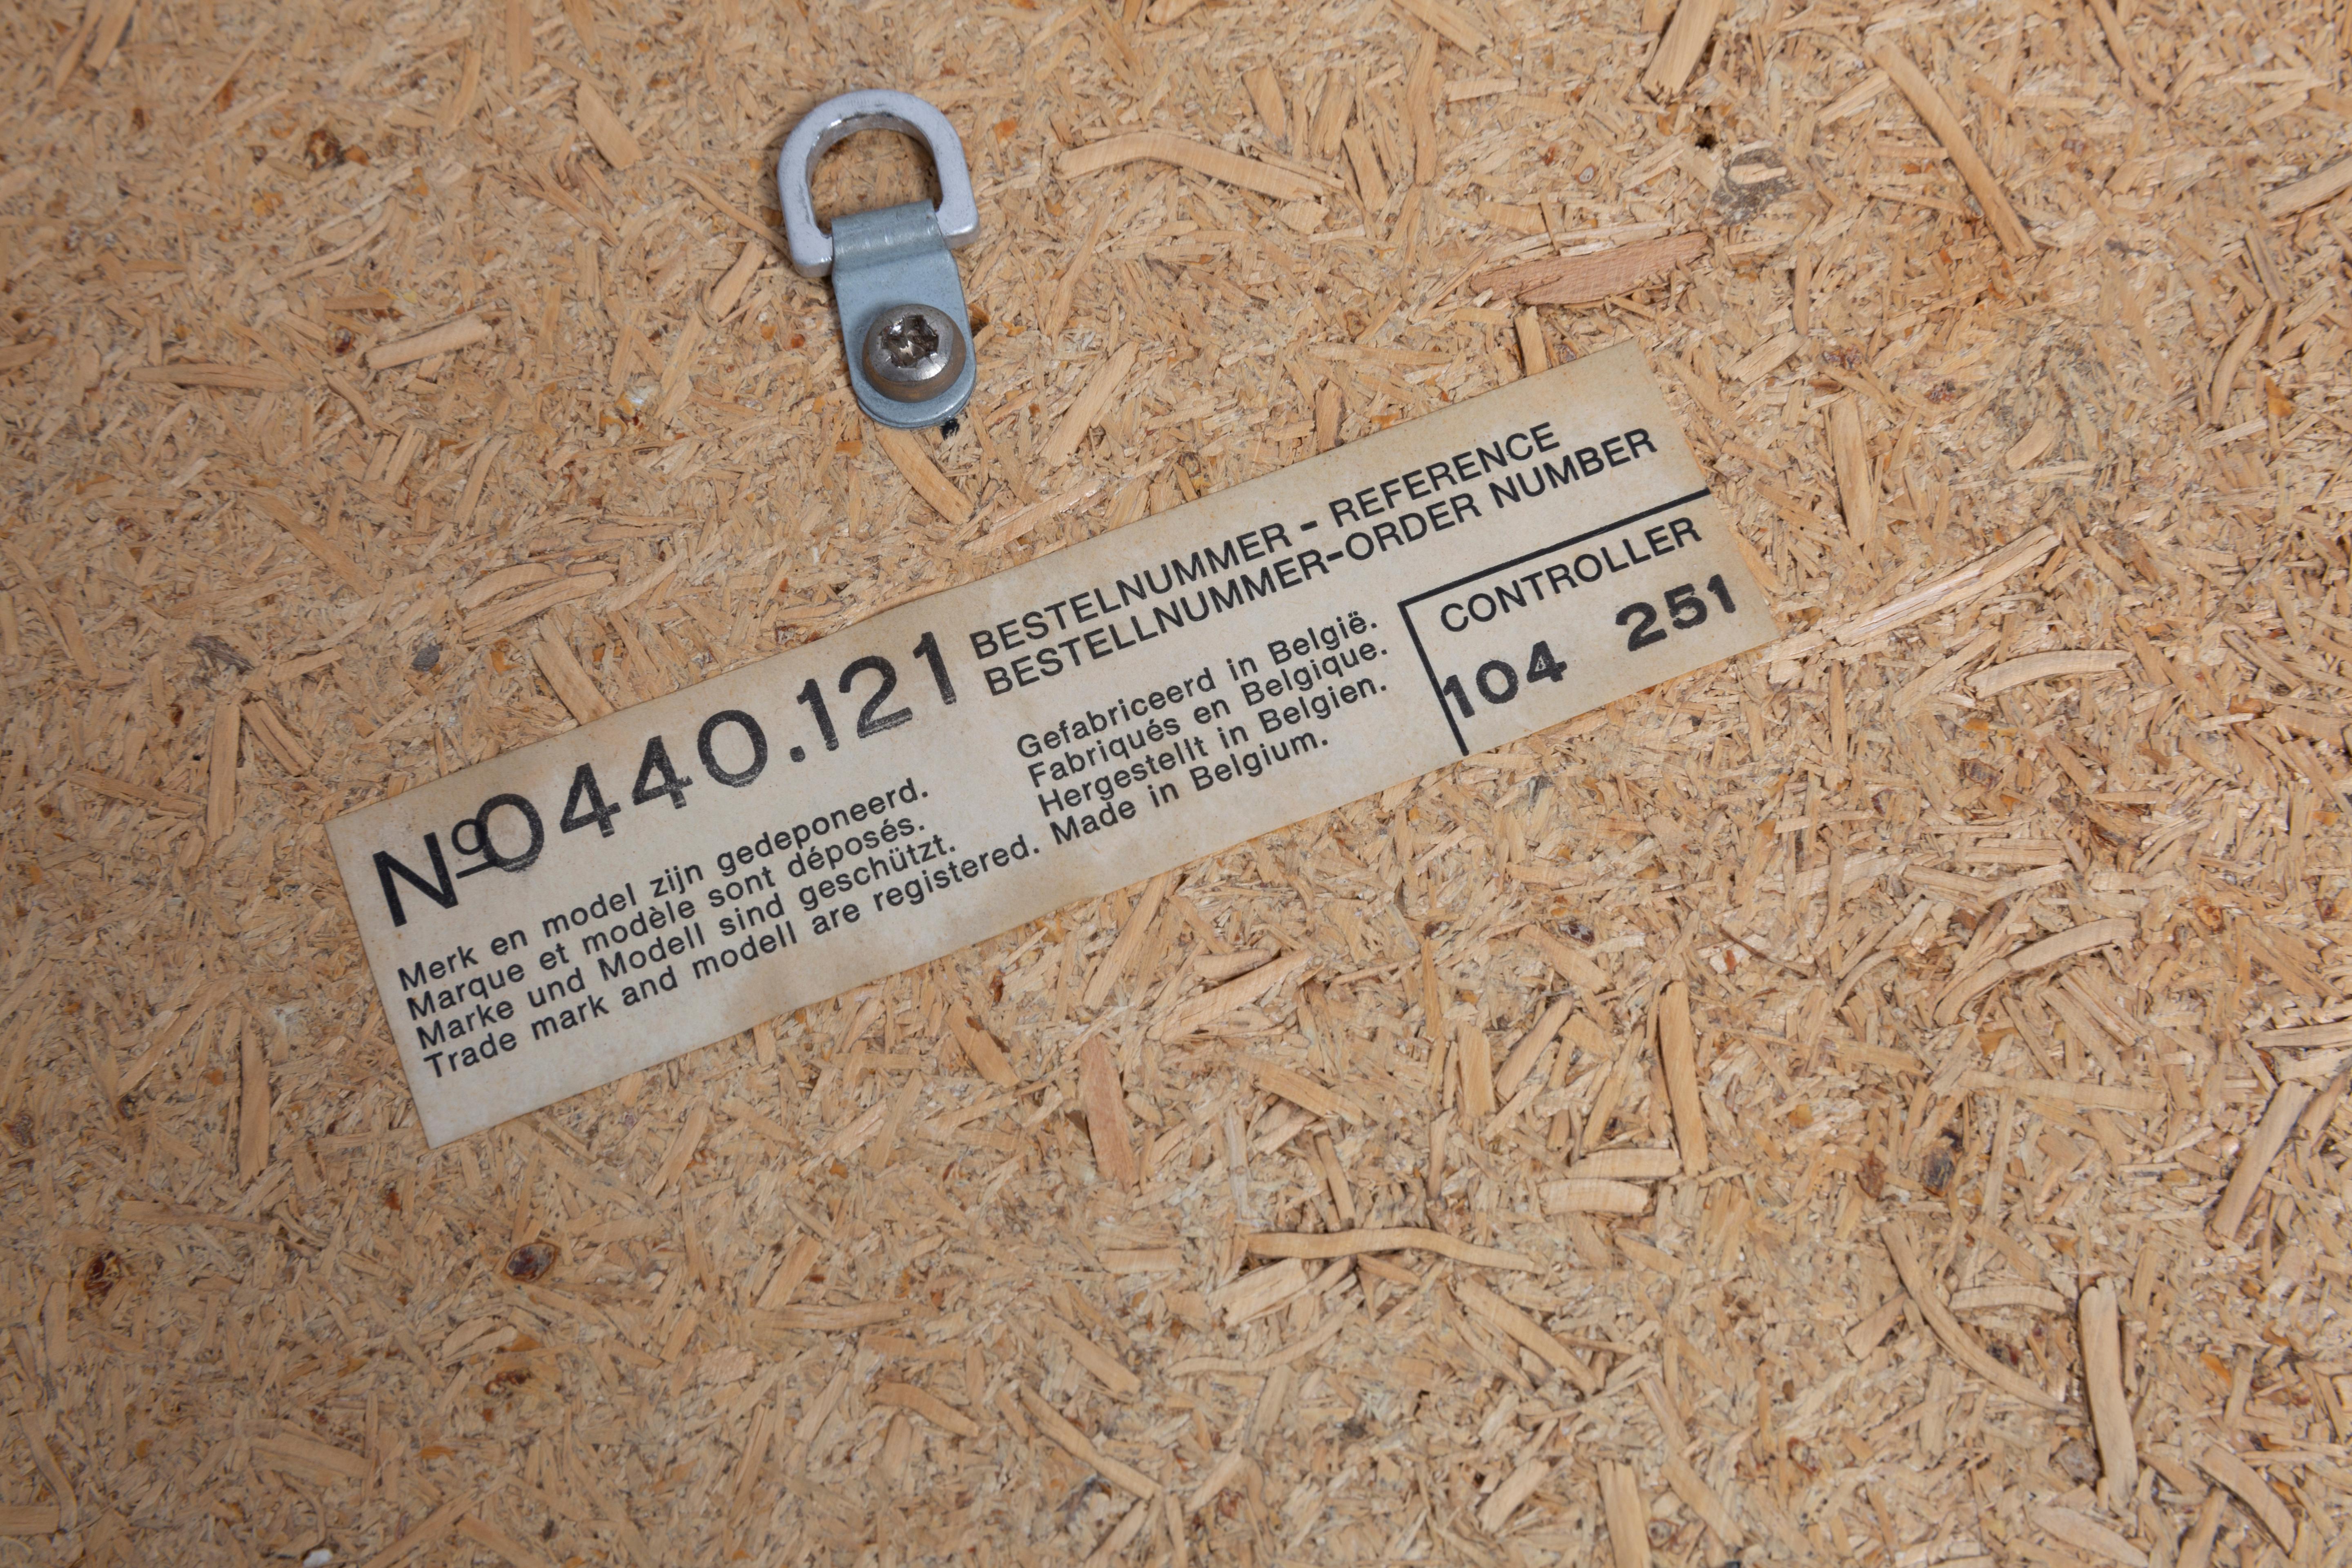 Nº0440.121
BESTELNUMMER - REFERENCE
BESTELLNUMMER-ORDER NUMBER
Merk en model zijn gedeponeerd.
Marque et modèle sont déposés.
Marke und Modell sind geschützt.
Trade mark and modell are registered.
Gefabriceerd in België.
Fabriqués en Belgique.
Hergestellt in Belgien.
Made in Belgium.
CONTROLLER
104 251